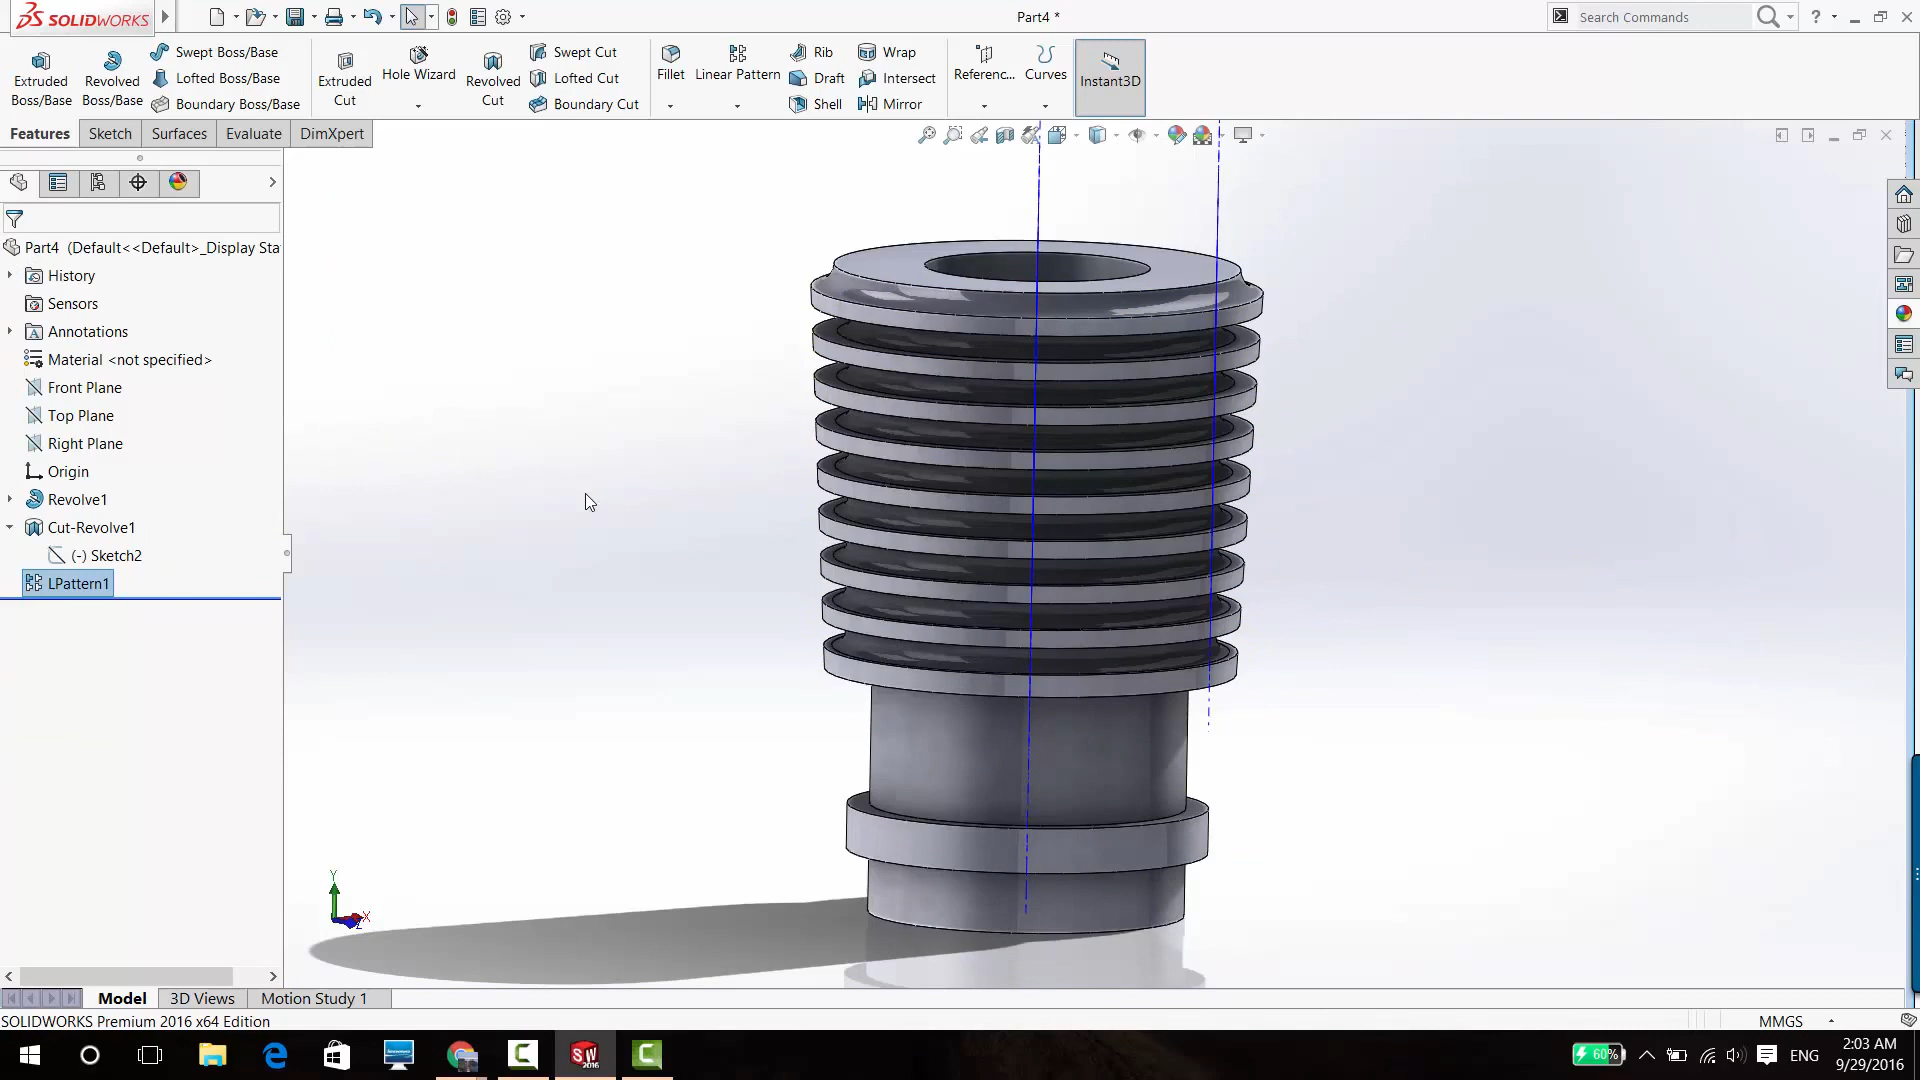 SOLIDWORKS
Part4 *
Search Commands
Extruded Boss/Base
Revolved Boss/Base
Swept Boss/Base
Lofted Boss/Base
Boundary Boss/Base
Extruded Cut
Hole Wizard
Revolved Cut
Swept Cut
Lofted Cut
Boundary Cut
Fillet
Linear Pattern
Rib
Draft
Shell
Wrap
Intersect
Mirror
Referenc...
Curves
Instant3D
Features
Sketch
Surfaces
Evaluate
DimXpert
Part4 (Default<<Default>_Display Sta
History
Sensors
Annotations
Material <not specified>
Front Plane
Top Plane
Right Plane
Origin
Revolve1
Cut-Revolve1
(-) Sketch2
LPattern1
Y
X
Z
Model
3D Views
Motion Study 1
SOLIDWORKS Premium 2016 x64 Edition
MMGS
SW
2016
60%
ENG
2:03 AM
9/29/2016